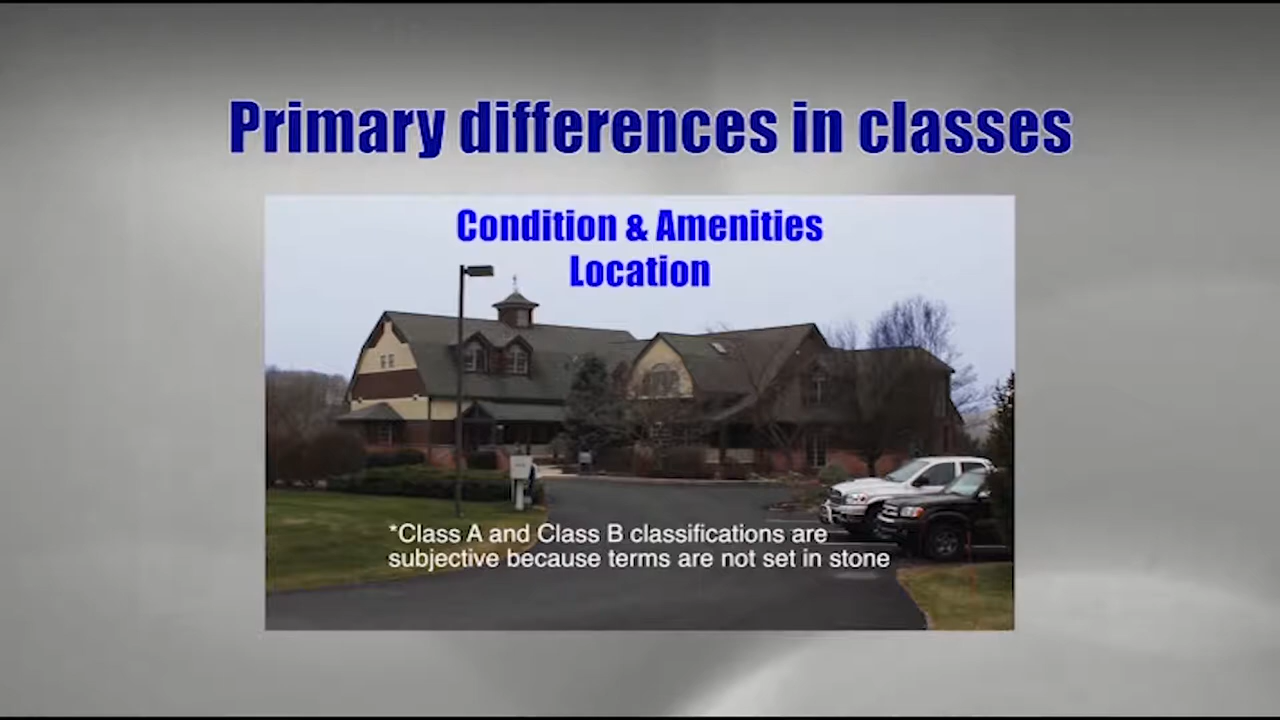 Primary differences in classes
Condition & Amenities
Location
*Class A and Class B classifications are
subjective because terms are not set in stone